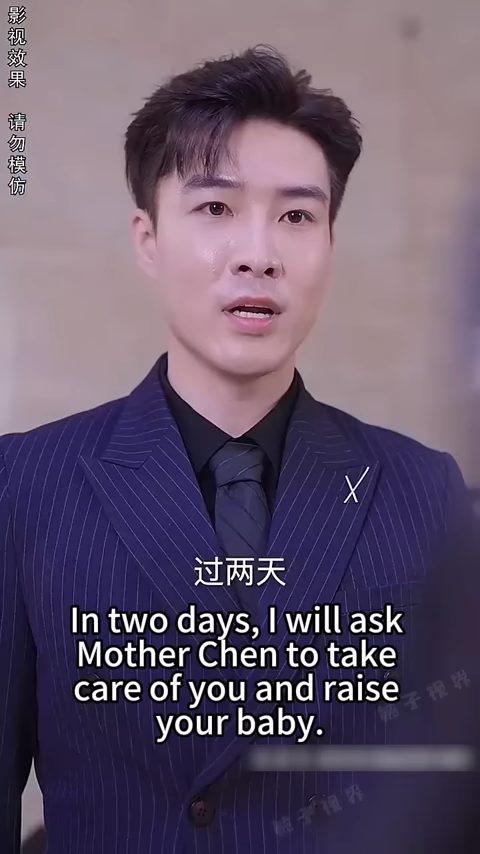 影视效果 请勿模仿
过两天
In two days, I will ask
Mother Chen to take
care of you and raise
your baby.